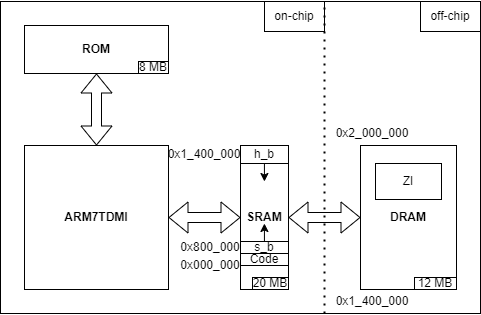 on-chip
off-chip
ROM
8 MB
0x2_000_000
0x1_400_000
h_b
ZI
ARM7TDMI
SRAM
DRAM
0x800_000
s_b
Code
0x000_000
20 MB
12 MB
0x1_400_000